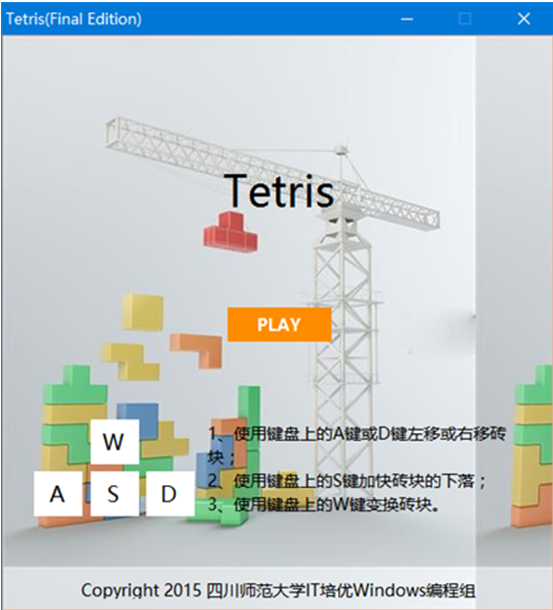 Tetris(Final Edition)
Tetris
PLAY
W
A S D
1、使用键盘上的A键或D键左移或右移砖
块；
2、使用键盘上的S键加快砖块的下落；
3、使用键盘上的W键变换砖块。
Copyright 2015 四川师范大学IT培优Windows编程组